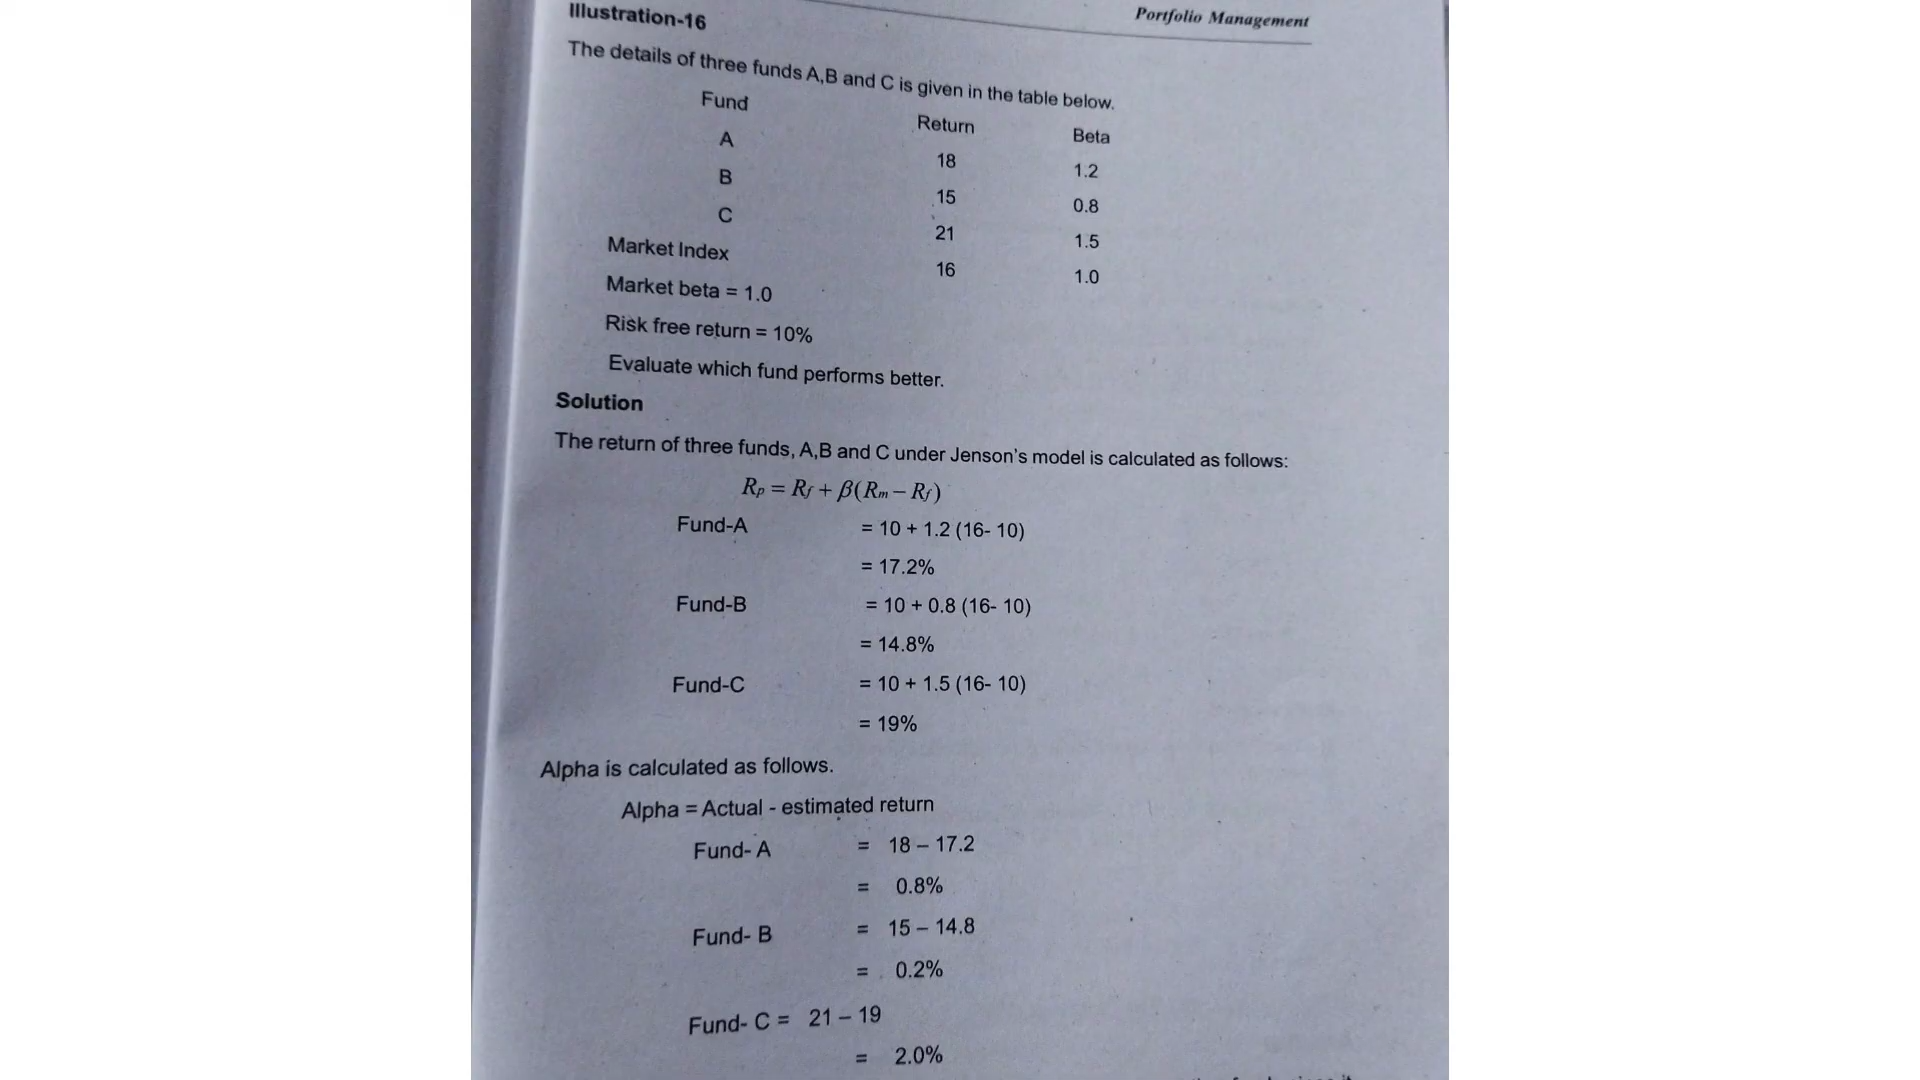 Portfolio Management
Illustration-16
The details of three funds A,B and C is given in the table below.
Fund Return Beta
A 18 1.2
B 15 0.8
C 21 1.5
Market Index 16 1.0
Market beta = 1.0
Risk free return = 10%
Evaluate which fund performs better.
Solution
The return of three funds, A,B and C under Jenson's model is calculated as follows:
Rp = Rf + β(Rm – Rf)
Fund-A = 10 + 1.2 (16- 10)
= 17.2%
Fund-B = 10 + 0.8 (16- 10)
= 14.8%
Fund-C = 10 + 1.5 (16- 10)
= 19%
Alpha is calculated as follows.
Alpha = Actual - estimated return
Fund- A = 18 – 17.2
= 0.8%
Fund- B = 15 – 14.8
= 0.2%
Fund- C = 21 – 19
= 2.0%